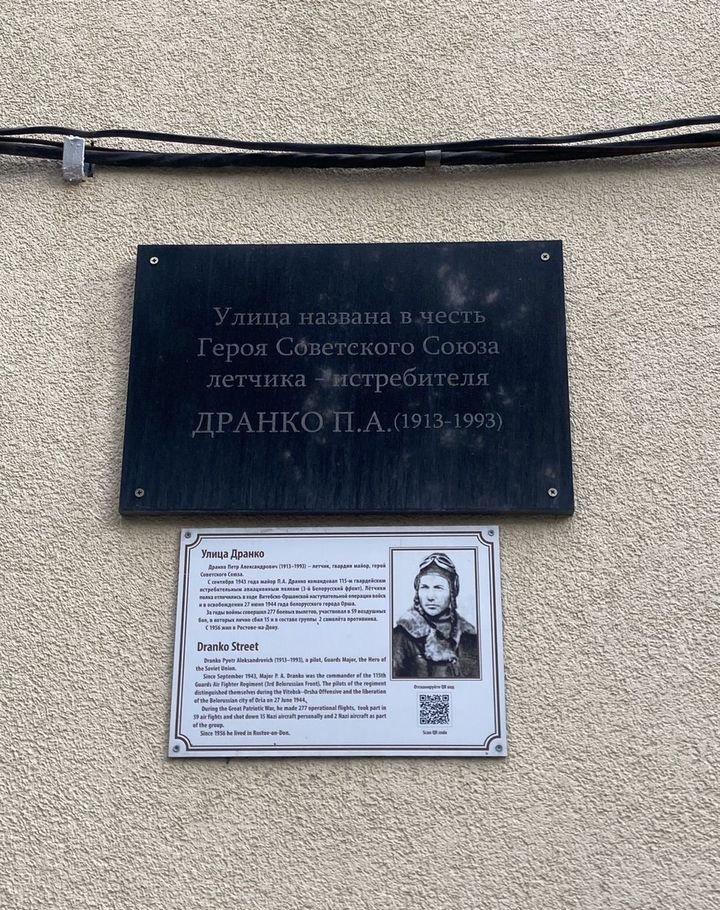 Улица названа в честь
Героя Советского Союза
летчика – истребителя
ДРАНКО П.А.(1913-1993)
Улица Дранко
Дранко Петр Александрович (1913–1993) – летчик, гвардии майор, герой
Советского Союза.
С сентября 1943 года майор П.А. Дранко командовал 115-м гвардейским
истребительным авиационным полком (3-й Белорусский фронт). Лётчики
полка отличились в ходе Витебско-Оршанской наступательной операции войск
и в освобождении 27 июня 1944 года белорусского города Орша.
За годы войны совершил 277 боевых вылетов, участвовал в 59 воздушных
боях, в которых лично сбил 15 и в составе группы 2 самолёта противника.
С 1956 жил в Ростове-на-Дону.
Dranko Street
Dranko Pyotr Aleksandrovich (1913–1993), a pilot, Guards Major, the Hero of
the Soviet Union.
Since September 1943, Major P. A. Dranko was the commander of the 115th
Guards Air Fighter Regiment (3rd Belorussian Front). The pilots of the regiment
distinguished themselves during the Vitebsk–Orsha Offensive and the liberation
of the Belorussian city of Orsa on 27 June 1944.
During the Great Patriotic War, he made 277 operational flights, took part in
59 air fights and shut down 15 Nazi aircraft personally and 2 Nazi aircraft as part
of the group.
Since 1956 he lived in Rostov-on-Don.
Отсканируйте QR код
Scan QR code